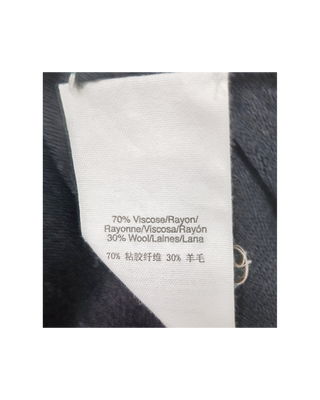 70% Viscose/Rayon/
Rayonne/Viscosa/Rayón
30% Wool/Laines/Lana
70% 粘胶纤维 30% 羊毛